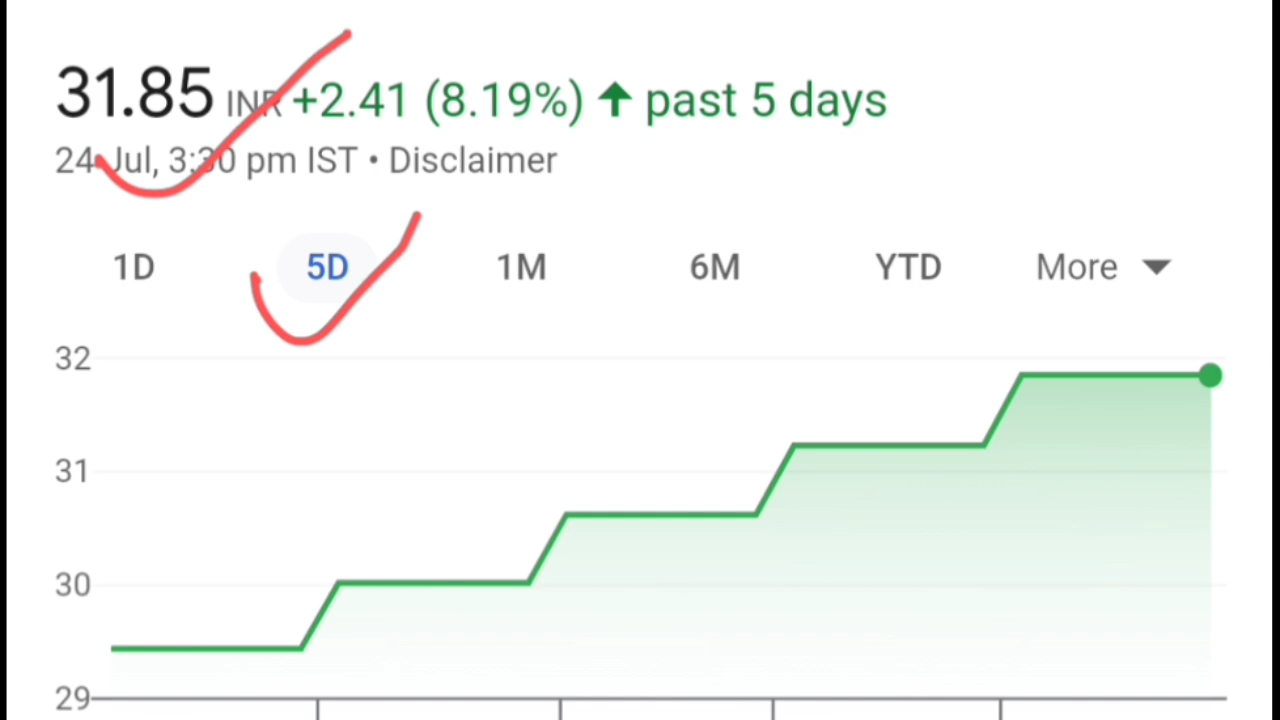 31.85 INR +2.41 (8.19%) ↑ past 5 days
24 Jul, 3:30 pm IST • Disclaimer
1D 5D 1M 6M YTD More
32
31
30
29